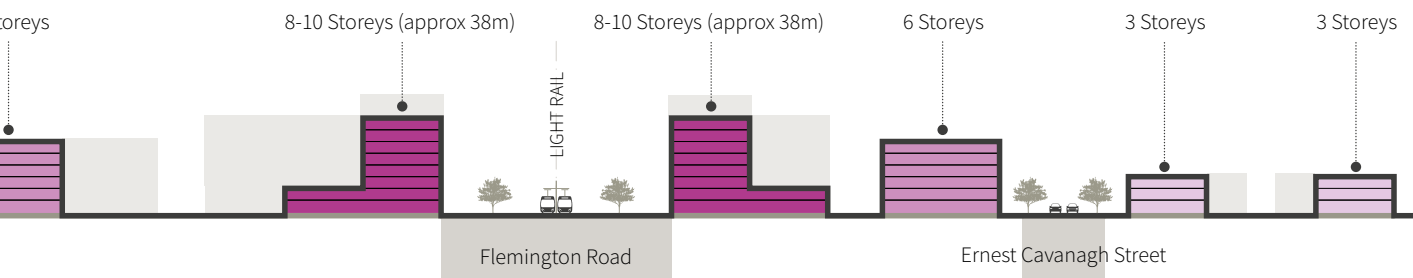 toreys
8-10 Storeys (approx 38m)
8-10 Storeys (approx 38m)
6 Storeys
3 Storeys
3 Storeys
LIGHT RAIL
Flemington Road
Ernest Cavanagh Street